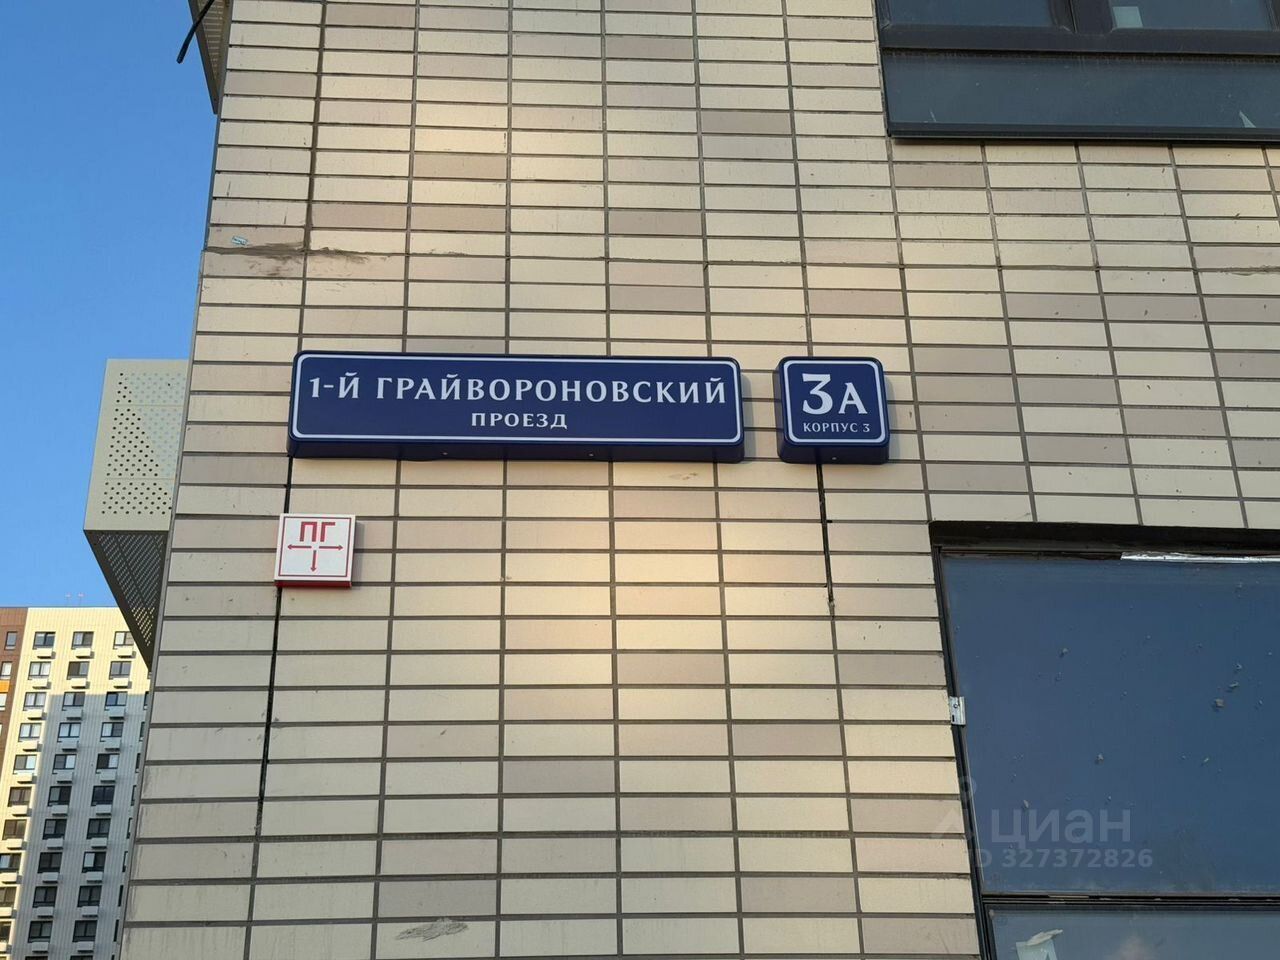 1-Й ГРАЙВОРОНОВСКИЙ
ПРОЕЗД
3А
КОРПУС 3
ПГ
циан
327372826